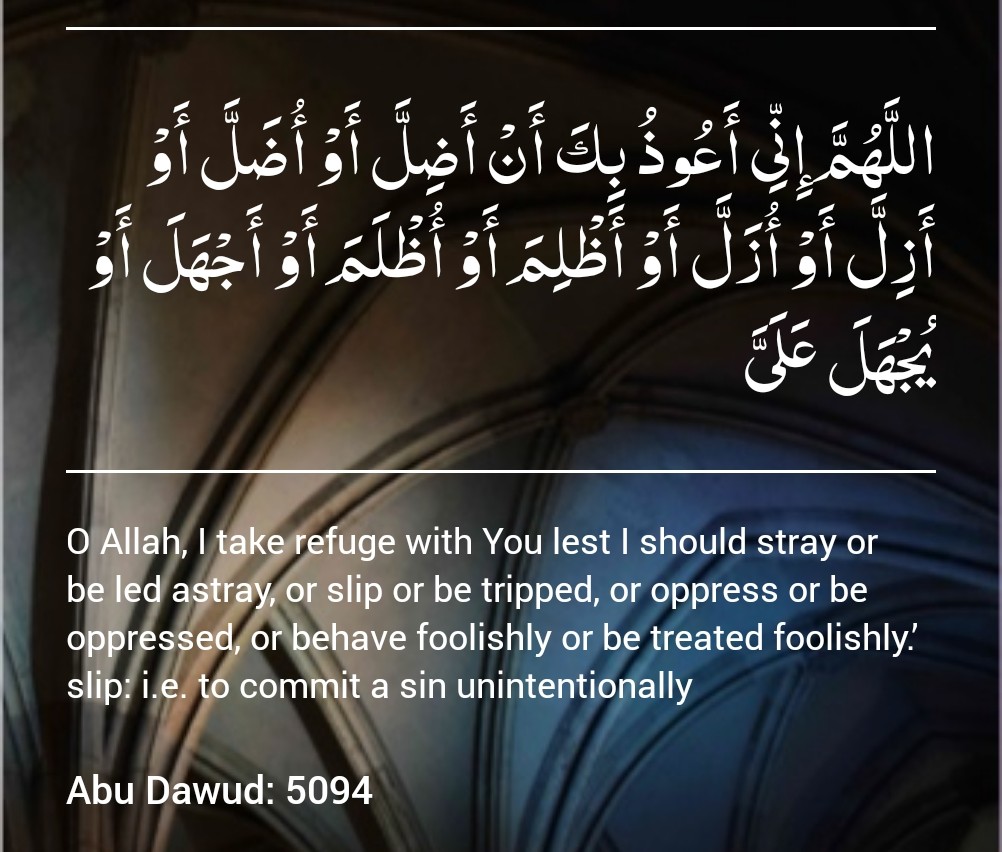 اللَّهُمَّ إِنِّي أَعُوذُ بِكَ أَنْ أَضِلَّ أَوْ أُضَلَّ أَوْ
أَزِلَّ أَوْ أُزَلَّ أَوْ أَظْلِمَ أَوْ أُظْلَمَ أَوْ أَجْهَلَ أَوْ
يُجْهَلَ عَلَىَّ
O Allah, I take refuge with You lest I should stray or
be led astray, or slip or be tripped, or oppress or be
oppressed, or behave foolishly or be treated foolishly.’
slip: i.e. to commit a sin unintentionally
Abu Dawud: 5094